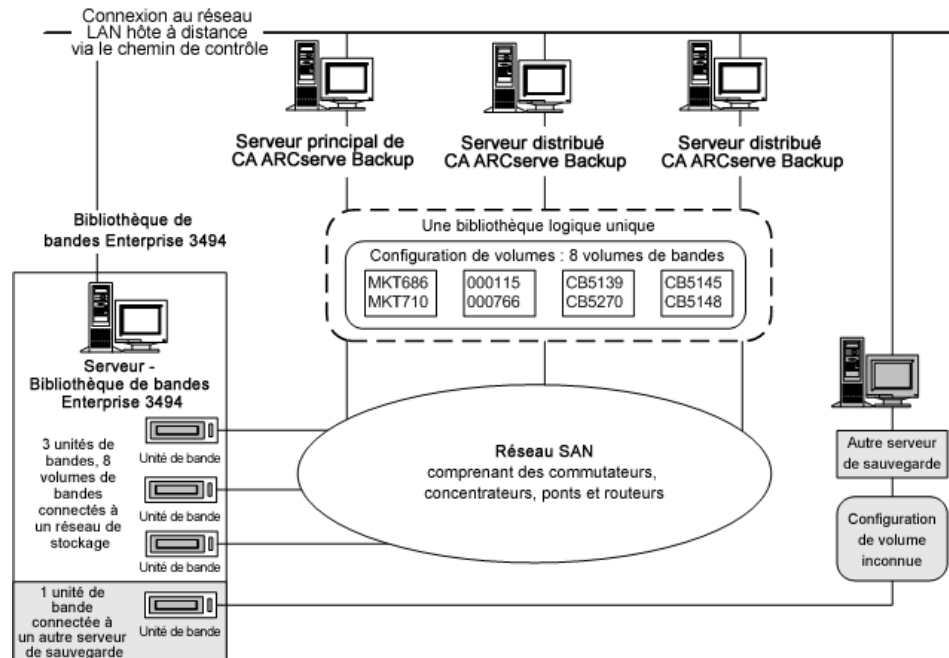 Connexion au réseau
LAN hôte à distance
via le chemin de contrôle
Serveur principal de
CA ARCserve Backup
Serveur distribué
CA ARCserve Backup
Serveur distribué
CA ARCserve Backup
Bibliothèque de
bandes Enterprise 3494
Une bibliothèque logique unique
Configuration de volumes : 8 volumes de bandes
MKT686
MKT710
000115
000766
CB5139
CB5270
CB5145
CB5148
Serveur -
Bibliothèque de bandes
Enterprise 3494
3 unités de
bandes, 8
volumes de
bandes
connectés à
un réseau de
stockage
Unité de bande
Unité de bande
Unité de bande
Réseau SAN
comprenant des commutateurs,
concentrateurs, ponts et routeurs
Autre serveur
de sauvegarde
Configuration
de volume
inconnue
1 unité de
bande
connectée à
un autre serveur
de sauvegarde
Unité de bande